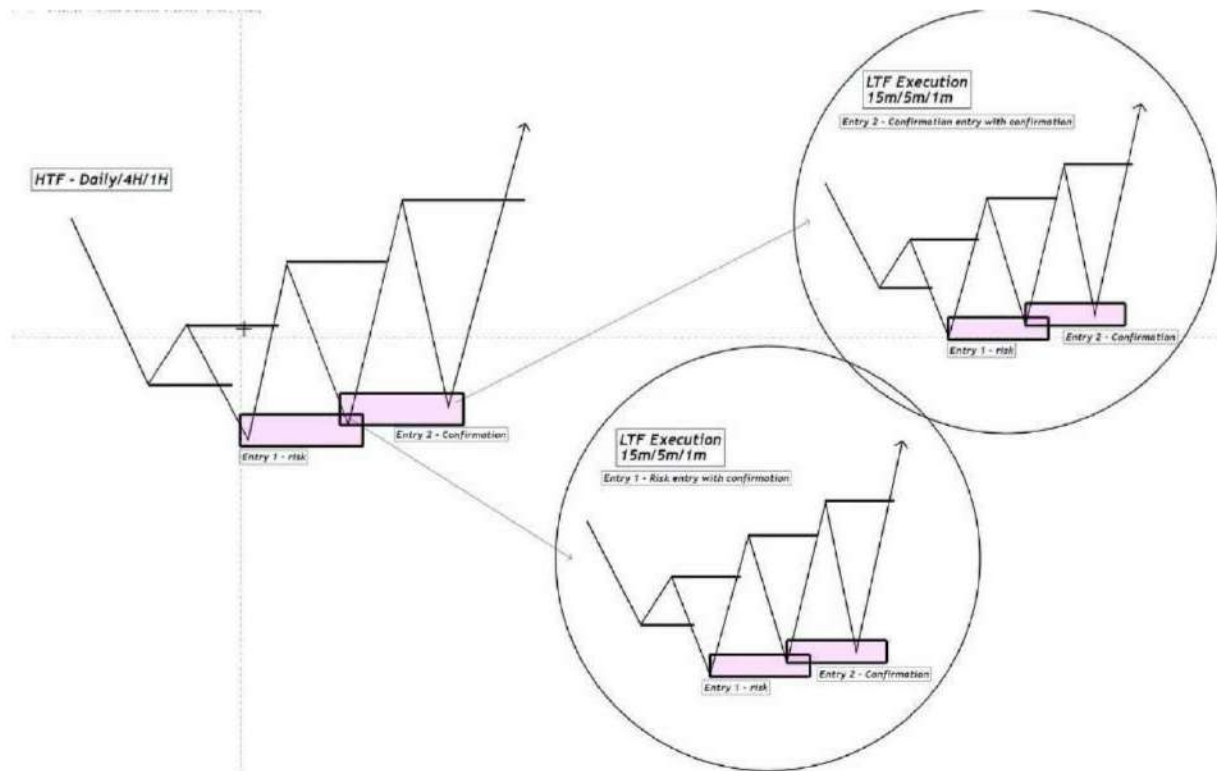 HTF - Daily/4H/1H
Entry 1 - risk
Entry 2 - Confirmation
LTF Execution
15m/5m/1m
Entry 2 - Confirmation entry with confirmation
Entry 1 - risk
Entry 2 - Confirmation
LTF Execution
15m/5m/1m
Entry 1 - Risk entry with confirmation
Entry 1 - risk
Entry 2 - Confirmation